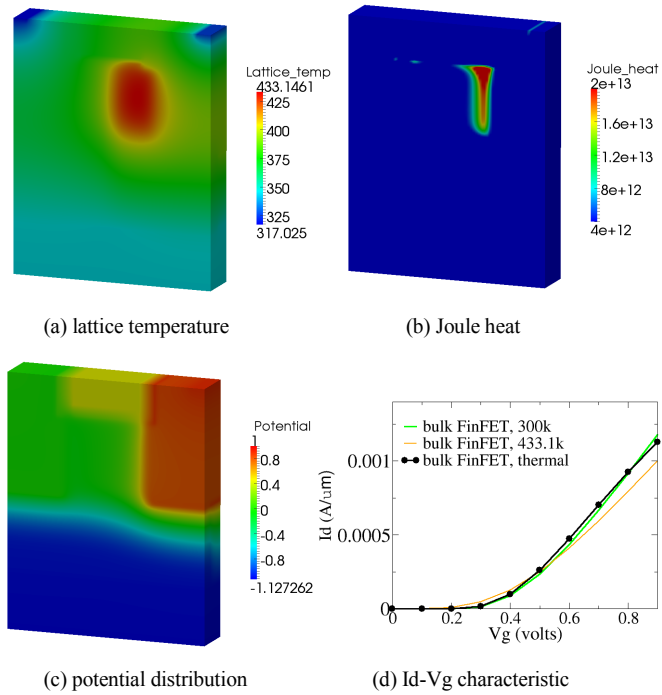 Lattice_temp
433.1461
425
400
375
350
325
317.025
Joule_heat
2e+13
1.6e+13
1.2e+13
8e+12
4e+12
(a) lattice temperature
(b) Joule heat
Potential
1
0.8
0.4
0
-0.4
-0.8
-1.127262
bulk FinFET, 300k
bulk FinFET, 433.1k
bulk FinFET, thermal
0.001
0.0005
0
Id (A/um)
0 0.2 0.4 0.6 0.8
Vg (volts)
(c) potential distribution
(d) Id-Vg characteristic